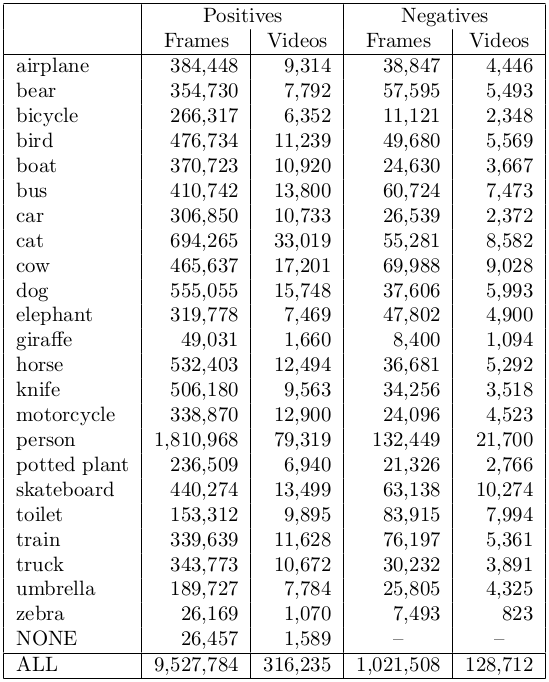 Positives Negatives
Frames Videos Frames Videos
airplane 384,448 9,314 38,847 4,446
bear 354,730 7,792 57,595 5,493
bicycle 266,317 6,352 11,121 2,348
bird 476,734 11,239 49,680 5,569
boat 370,723 10,920 24,630 3,667
bus 410,742 13,800 60,724 7,473
car 306,850 10,733 26,539 2,372
cat 694,265 33,019 55,281 8,582
cow 465,637 17,201 69,988 9,028
dog 555,055 15,748 37,606 5,993
elephant 319,778 7,469 47,802 4,900
giraffe 49,031 1,660 8,400 1,094
horse 532,403 12,494 36,681 5,292
knife 506,180 9,563 34,256 3,518
motorcycle 338,870 12,900 24,096 4,523
person 1,810,968 79,319 132,449 21,700
potted plant 236,509 6,940 21,326 2,766
skateboard 440,274 13,499 63,138 10,274
toilet 153,312 9,895 83,915 7,994
train 339,639 11,628 76,197 5,361
truck 343,773 10,672 30,232 3,891
umbrella 189,727 7,784 25,805 4,325
zebra 26,169 1,070 7,493 823
NONE 26,457 1,589 – –
ALL 9,527,784 316,235 1,021,508 128,712